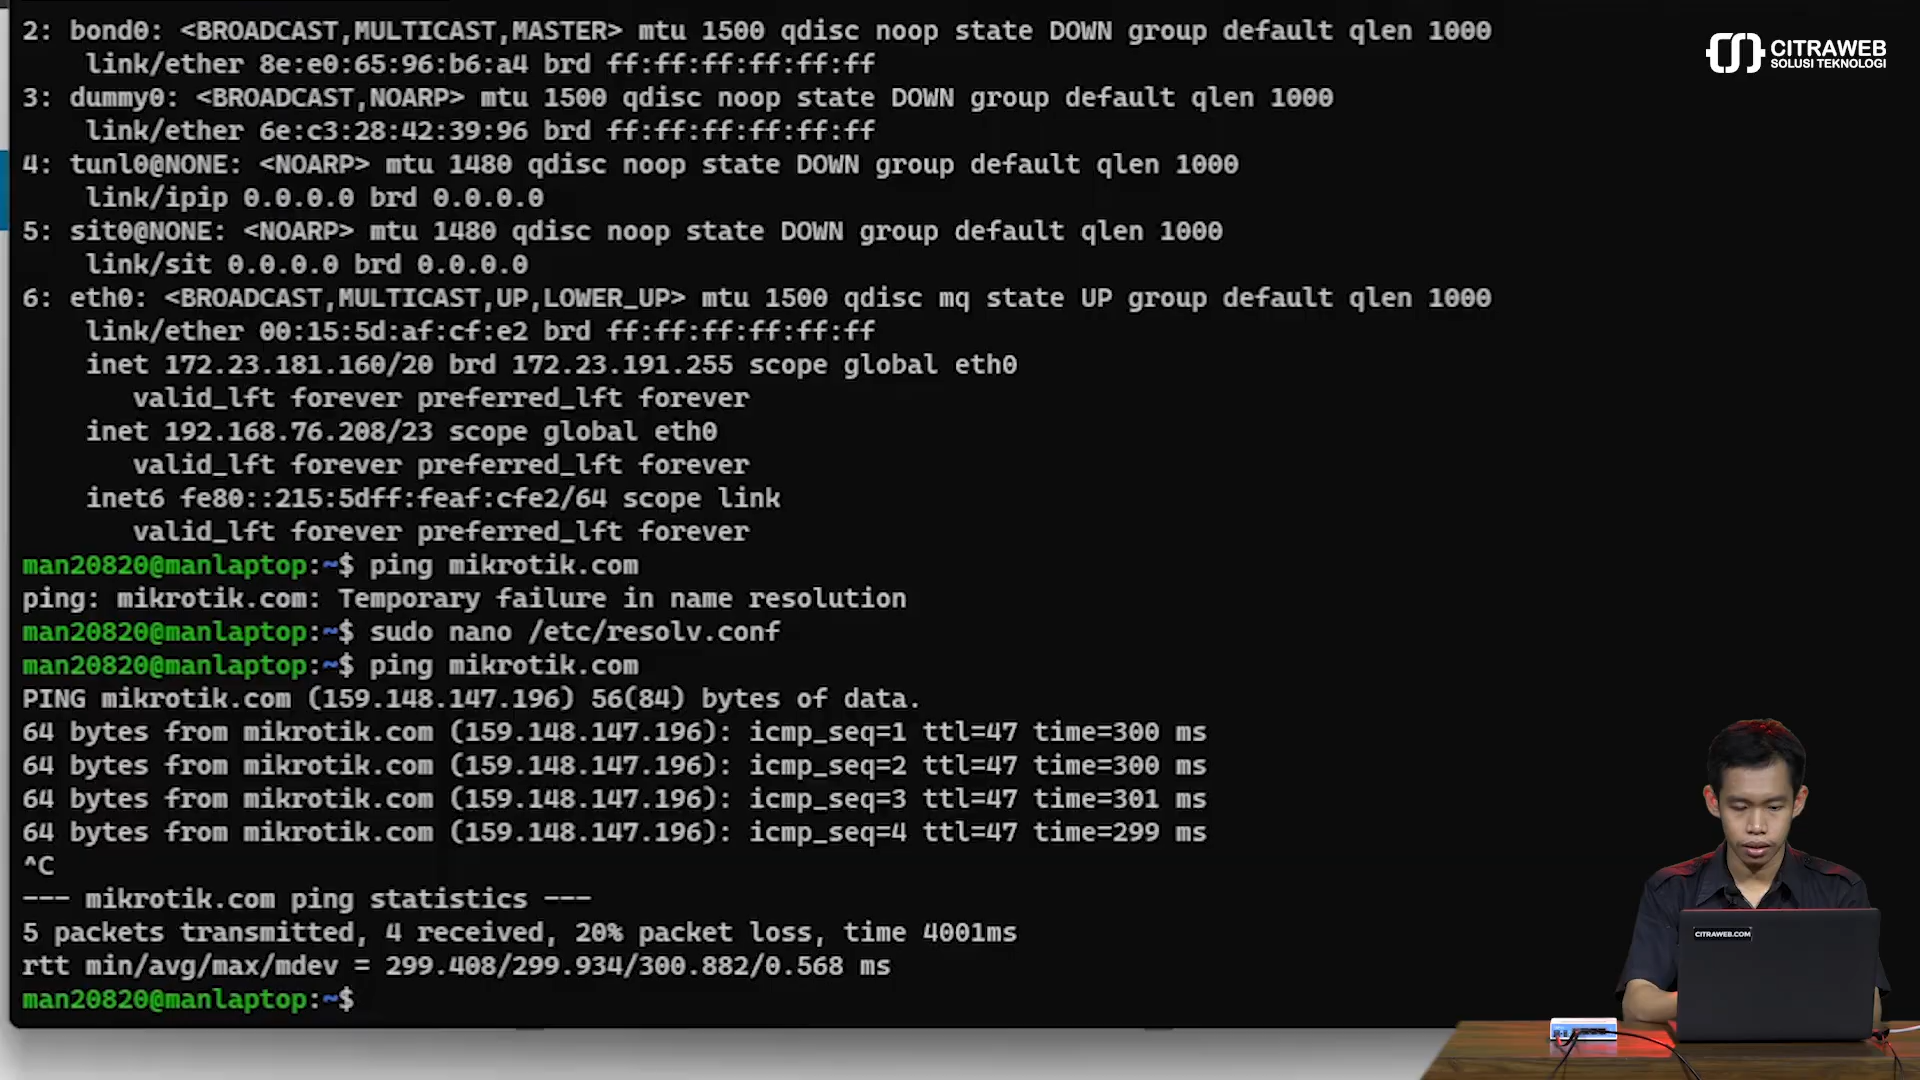 2: bond0: <BROADCAST,MULTICAST,MASTER> mtu 1500 qdisc noop state DOWN group default qlen 1000
link/ether 8e:e0:65:96:b6:a4 brd ff:ff:ff:ff:ff:ff
3: dummy0: <BROADCAST,NOARP> mtu 1500 qdisc noop state DOWN group default qlen 1000
link/ether 6e:c3:28:42:39:96 brd ff:ff:ff:ff:ff:ff
4: tunl0@NONE: <NOARP> mtu 1480 qdisc noop state DOWN group default qlen 1000
link/ipip 0.0.0.0 brd 0.0.0.0
5: sit0@NONE: <NOARP> mtu 1480 qdisc noop state DOWN group default qlen 1000
link/sit 0.0.0.0 brd 0.0.0.0
6: eth0: <BROADCAST,MULTICAST,UP,LOWER_UP> mtu 1500 qdisc mq state UP group default qlen 1000
link/ether 00:15:5d:af:cf:e2 brd ff:ff:ff:ff:ff:ff
inet 172.23.181.160/20 brd 172.23.191.255 scope global eth0
valid_lft forever preferred_lft forever
inet 192.168.76.208/23 scope global eth0
valid_lft forever preferred_lft forever
inet6 fe80::215:5dff:feaf:cfe2/64 scope link
valid_lft forever preferred_lft forever
man20820@manlaptop:~$ ping mikrotik.com
ping: mikrotik.com: Temporary failure in name resolution
man20820@manlaptop:~$ sudo nano /etc/resolv.conf
man20820@manlaptop:~$ ping mikrotik.com
PING mikrotik.com (159.148.147.196) 56(84) bytes of data.
64 bytes from mikrotik.com (159.148.147.196): icmp_seq=1 ttl=47 time=300 ms
64 bytes from mikrotik.com (159.148.147.196): icmp_seq=2 ttl=47 time=300 ms
64 bytes from mikrotik.com (159.148.147.196): icmp_seq=3 ttl=47 time=301 ms
64 bytes from mikrotik.com (159.148.147.196): icmp_seq=4 ttl=47 time=299 ms
^C
--- mikrotik.com ping statistics ---
5 packets transmitted, 4 received, 20% packet loss, time 4001ms
rtt min/avg/max/mdev = 299.408/299.934/300.882/0.568 ms
man20820@manlaptop:~$
CITRAWEB
SOLUSI TEKNOLOGI
CITRAWEB.COM